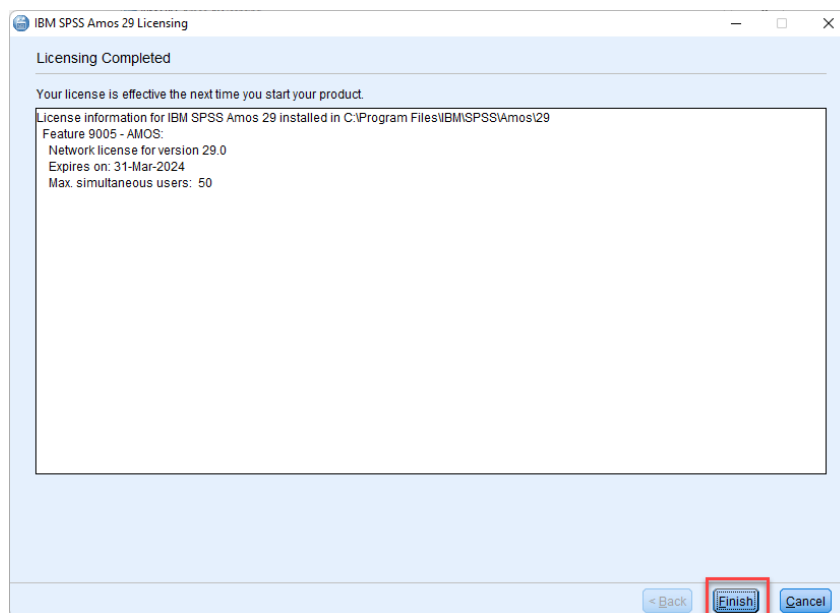 IBM SPSS Amos 29 Licensing
Licensing Completed
Your license is effective the next time you start your product.
License information for IBM SPSS Amos 29 installed in C:\Program Files\IBM\SPSS\Amos\29
Feature 9005 - AMOS:
Network license for version 29.0
Expires on: 31-Mar-2024
Max. simultaneous users: 50
< Back
Finish
Cancel